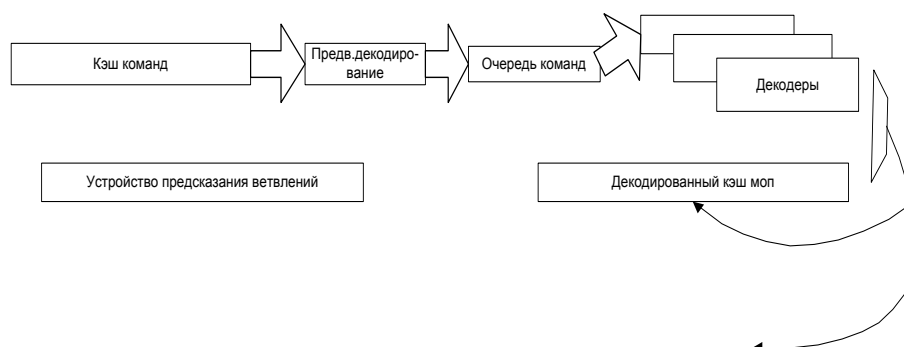 Кэш команд
Предв.декодиро-
вание
Очередь команд
Декодеры
Устройство предсказания ветвлений
Декодированный кэш моп